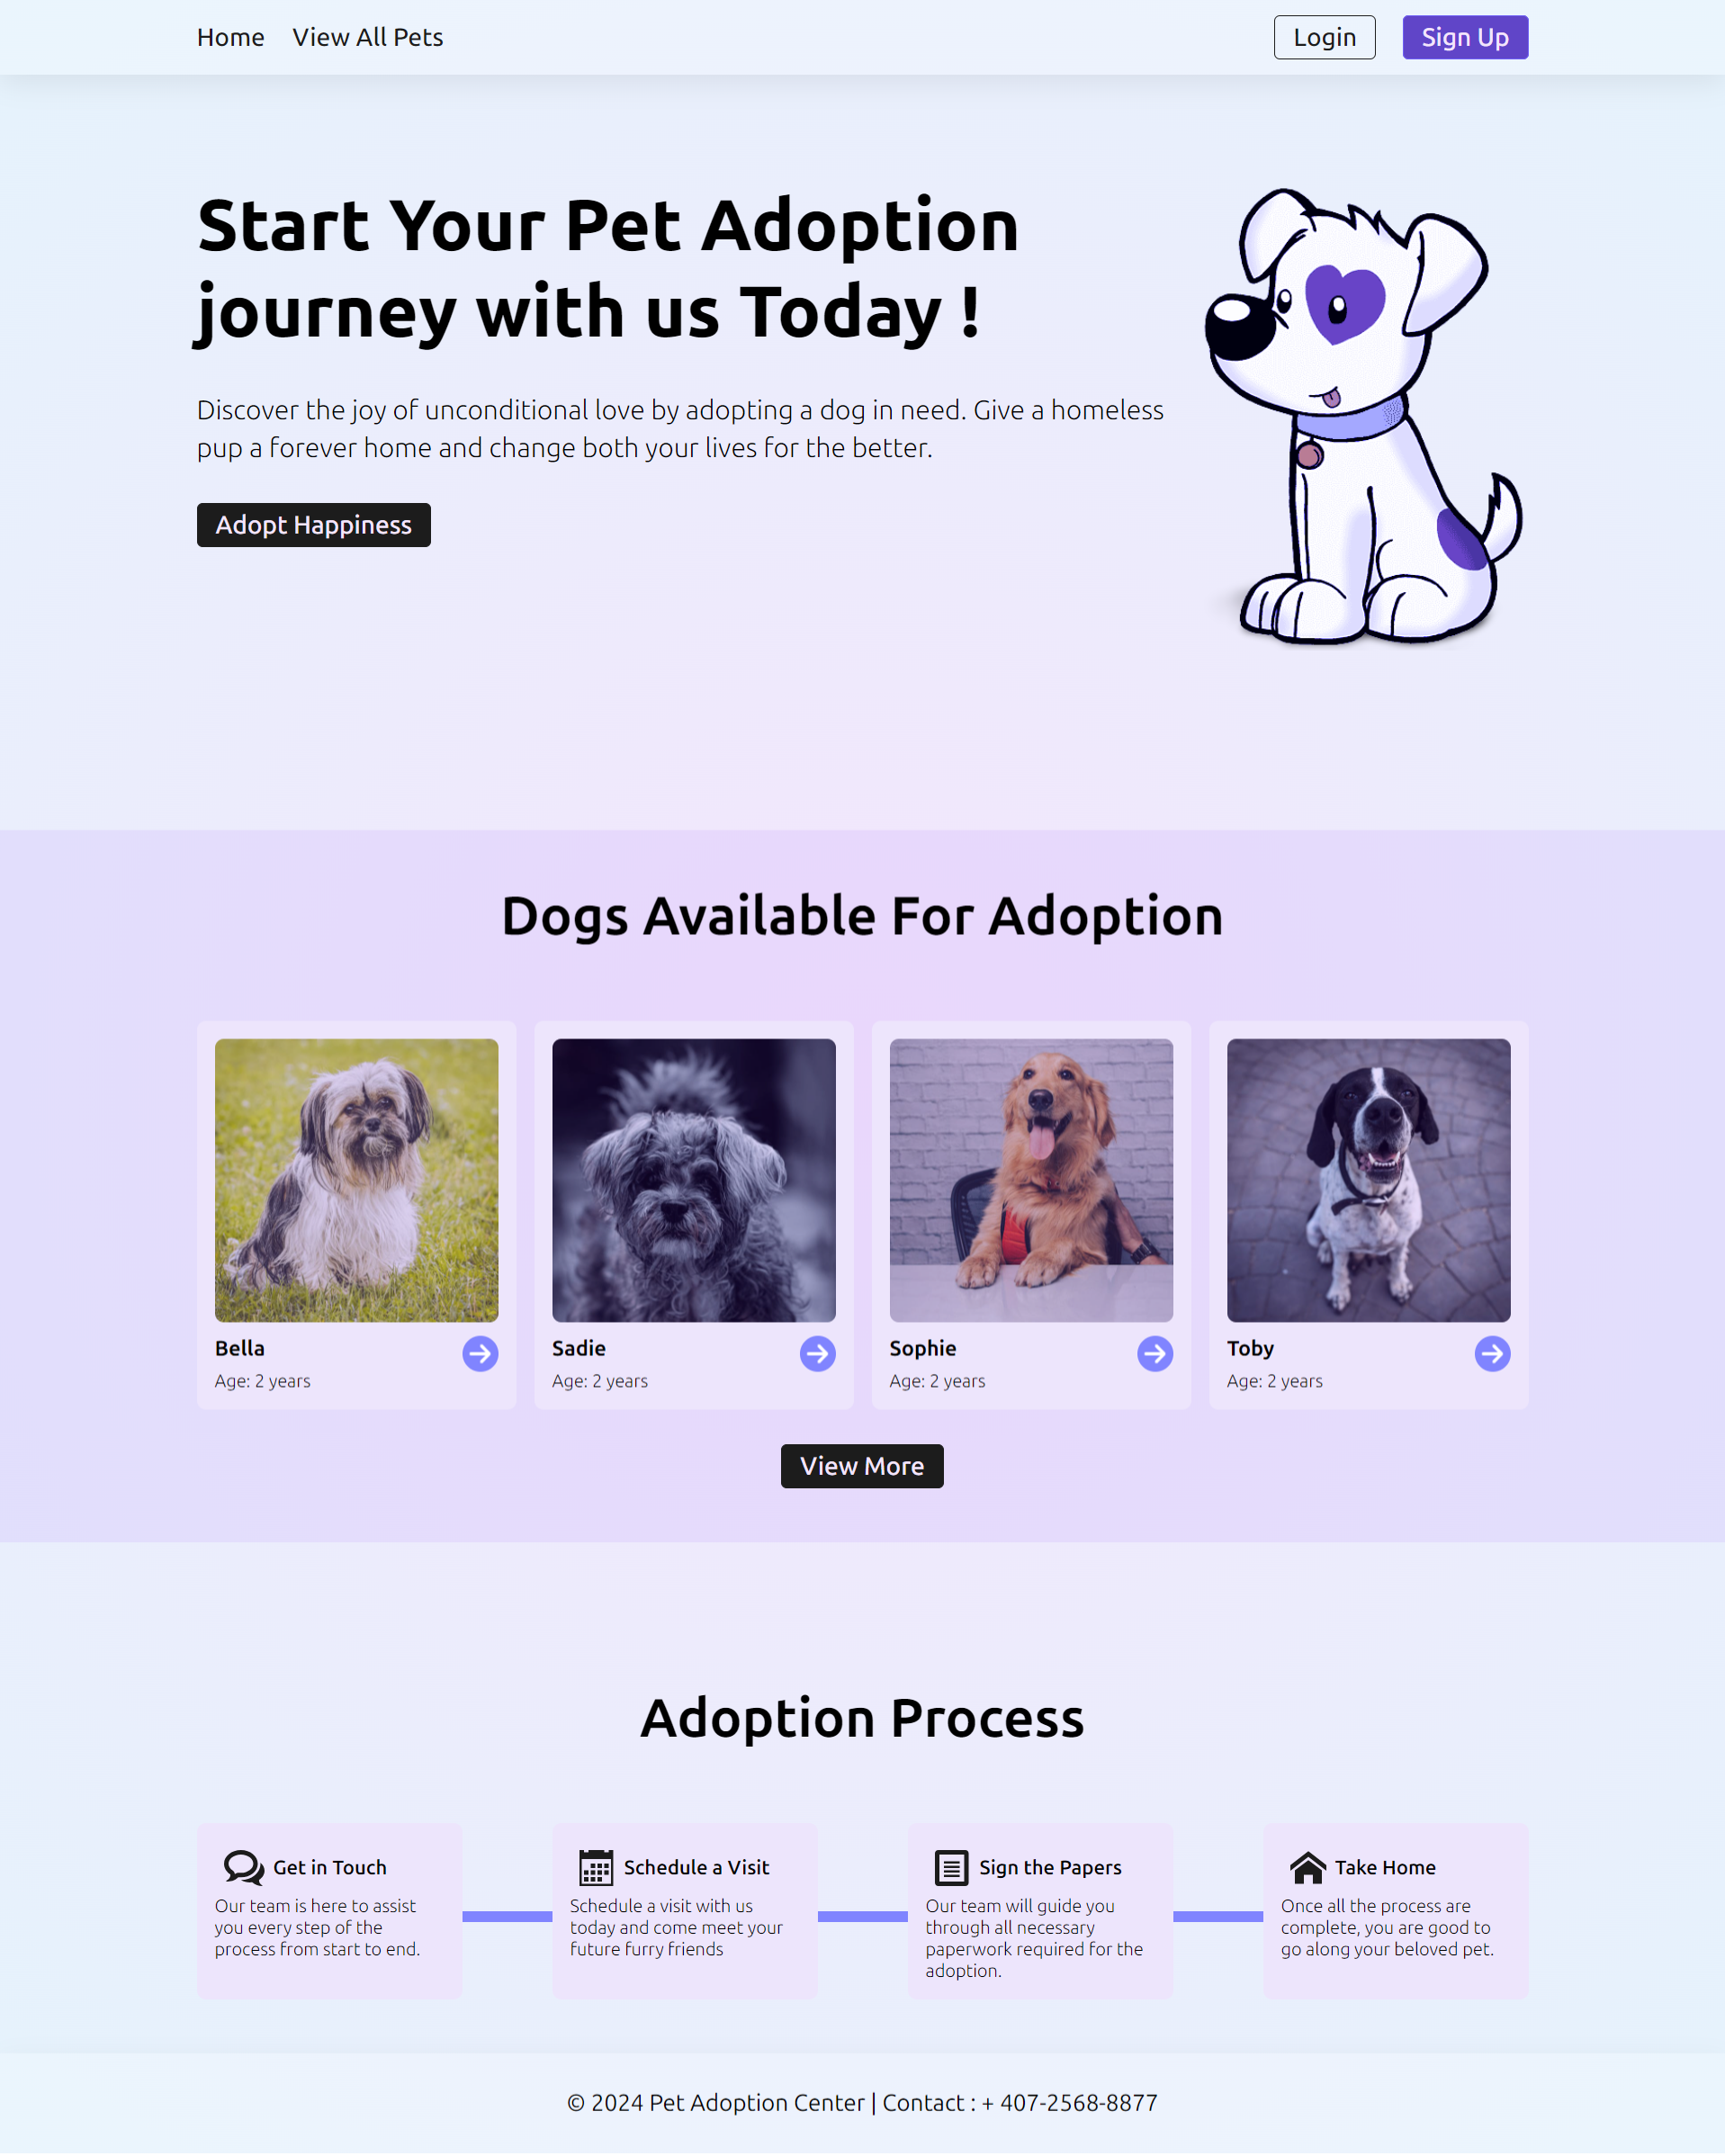 Home View All Pets Login Sign Up
Start Your Pet Adoption
journey with us Today !
Discover the joy of unconditional love by adopting a dog in need. Give a homeless
pup a forever home and change both your lives for the better.
Adopt Happiness
Dogs Available For Adoption
Bella
Age: 2 years
Sadie
Age: 2 years
Sophie
Age: 2 years
Toby
Age: 2 years
View More
Adoption Process
Get in Touch
Our team is here to assist
you every step of the
process from start to end.
Schedule a Visit
Schedule a visit with us
today and come meet your
future furry friends
Sign the Papers
Our team will guide you
through all necessary
paperwork required for the
adoption.
Take Home
Once all the process are
complete, you are good to
go along your beloved pet.
© 2024 Pet Adoption Center | Contact : + 407-2568-8877